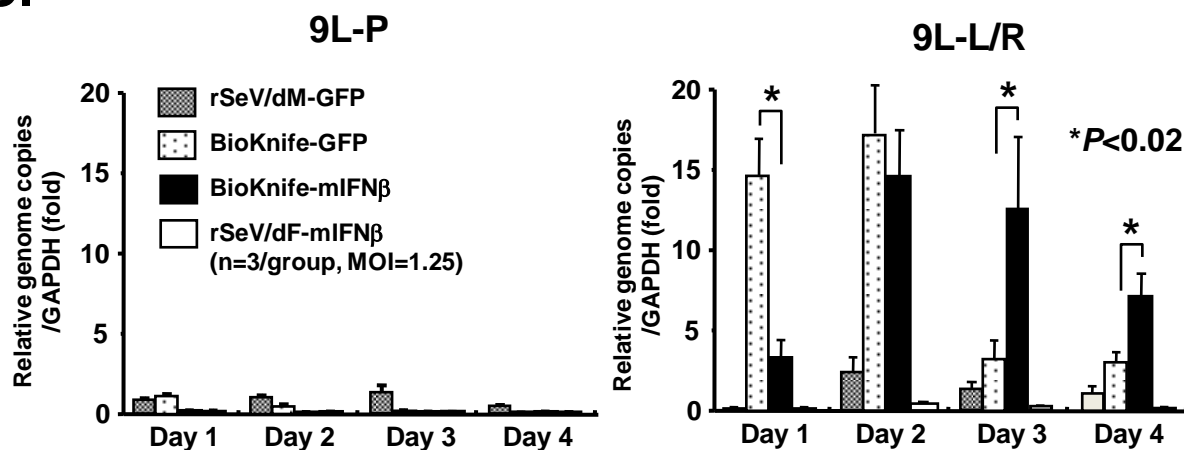 9L-P
Relative genome copies
/GAPDH (fold)
20
15
10
5
0
rSeV/dM-GFP
BioKnife-GFP
BioKnife-mIFNβ
rSeV/dF-mIFNβ
(n=3/group, MOI=1.25)
Day 1 Day 2 Day 3 Day 4
9L-L/R
Relative genome copies
/GAPDH (fold)
20
15
10
5
0
*
*
*
*P<0.02
Day 1 Day 2 Day 3 Day 4